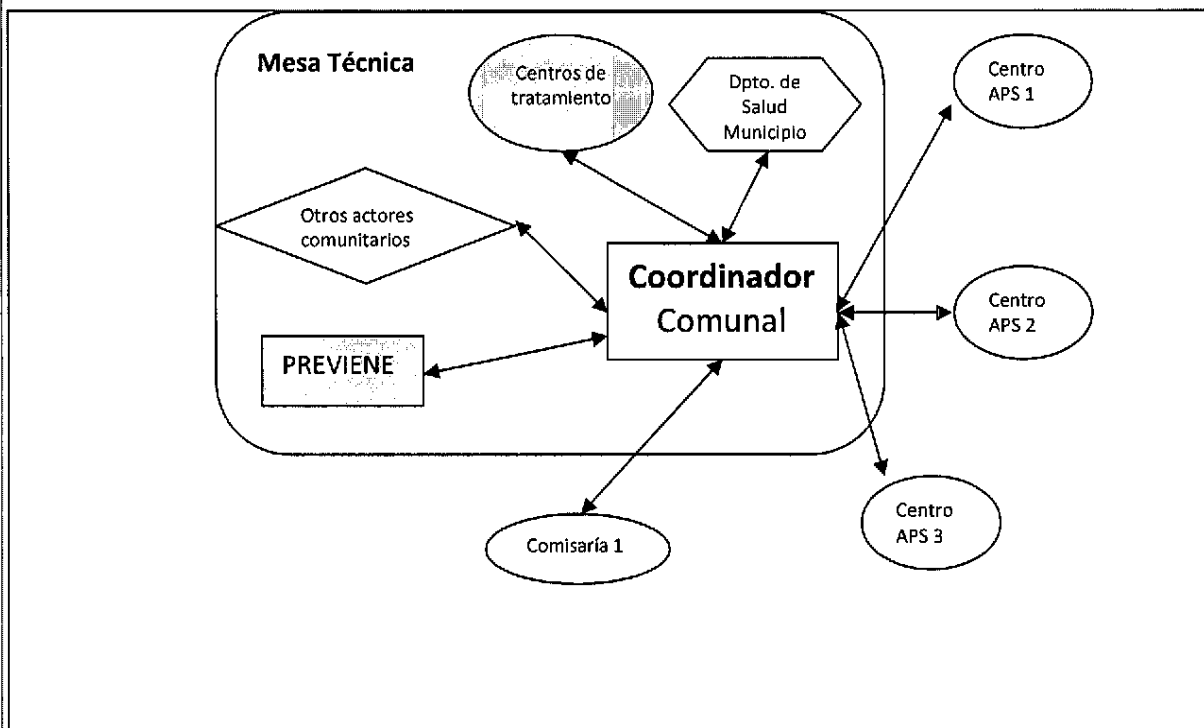 Mesa Técnica
Centros de
tratamiento
Dpto. de
Salud
Municipio
Centro
APS 1
Otros actores
comunitarios
Coordinador
Comunal
Centro
APS 2
PREVIENE
Centro
APS 3
Comisaría 1